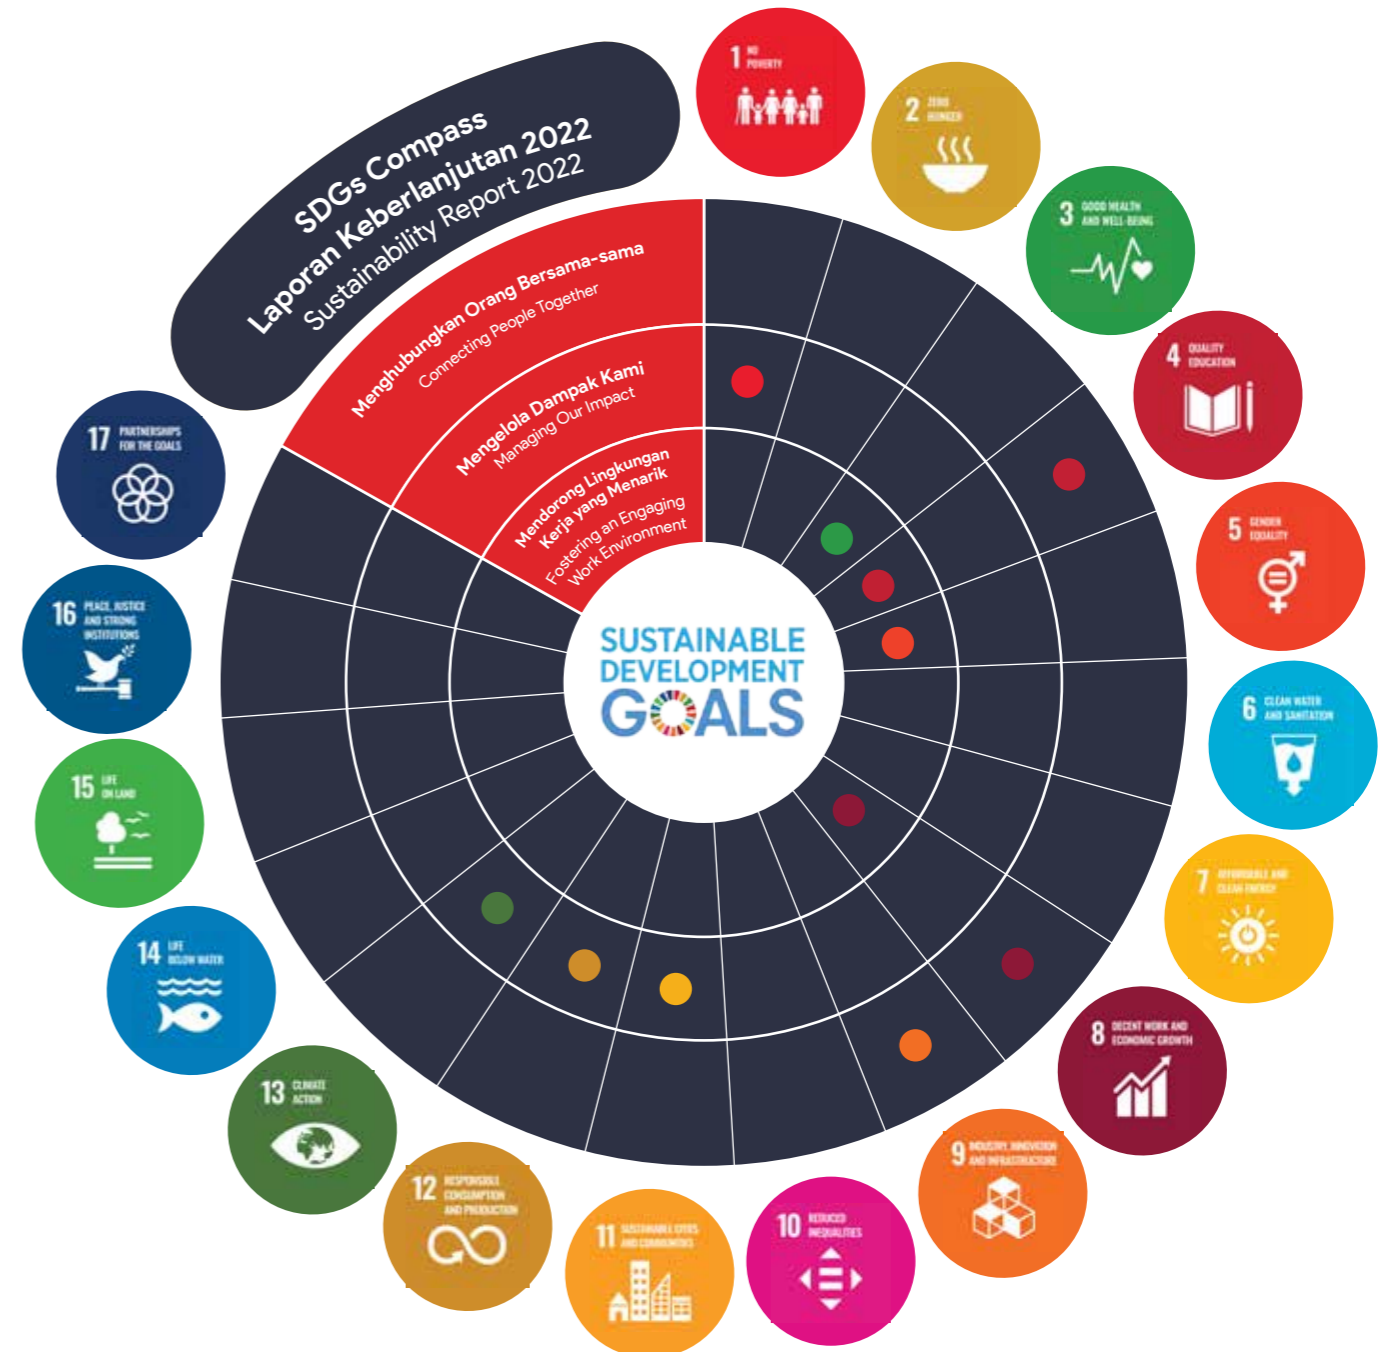 SDGs Compass
Laporan Keberlanjutan 2022
Sustainability Report 2022
Menghubungkan Orang Bersama-sama
Connecting People Together
Mengelola Dampak Kami
Managing Our Impact
Mendorong Lingkungan
Kerja yang Menarik
Fostering an Engaging
Work Environment
SUSTAINABLE
DEVELOPMENT
GOALS
1 NO
POVERTY
2 ZERO
HUNGER
3 GOOD HEALTH
AND WELL-BEING
4 QUALITY
EDUCATION
5 GENDER
EQUALITY
6 CLEAN WATER
AND SANITATION
7 AFFORDABLE AND
CLEAN ENERGY
8 DECENT WORK AND
ECONOMIC GROWTH
9 INDUSTRY, INNOVATION
AND INFRASTRUCTURE
10 REDUCED
INEQUALITIES
11 SUSTAINABLE CITIES
AND COMMUNITIES
12 RESPONSIBLE
CONSUMPTION
AND PRODUCTION
13 CLIMATE
ACTION
14 LIFE
BELOW WATER
15 LIFE
ON LAND
16 PEACE, JUSTICE
AND STRONG
INSTITUTIONS
17 PARTNERSHIPS
FOR THE GOALS